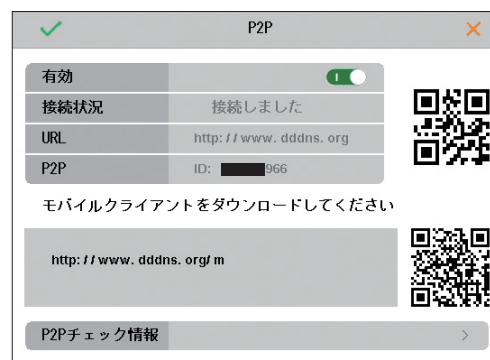 P2P
有効
接続状況 接続しました
URL http://www.dddns.org
P2P ID: 966
モバイルクライアントをダウンロードしてください
http://www.dddns.org/m
P2Pチェック情報